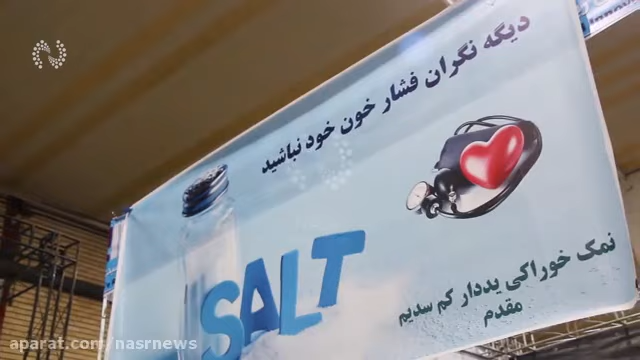 دیگه نگران فشار خون خود نباشید
SALT
نمک خوراکی یددار کم سدیم
مقدم
aparat.com/nasrnews